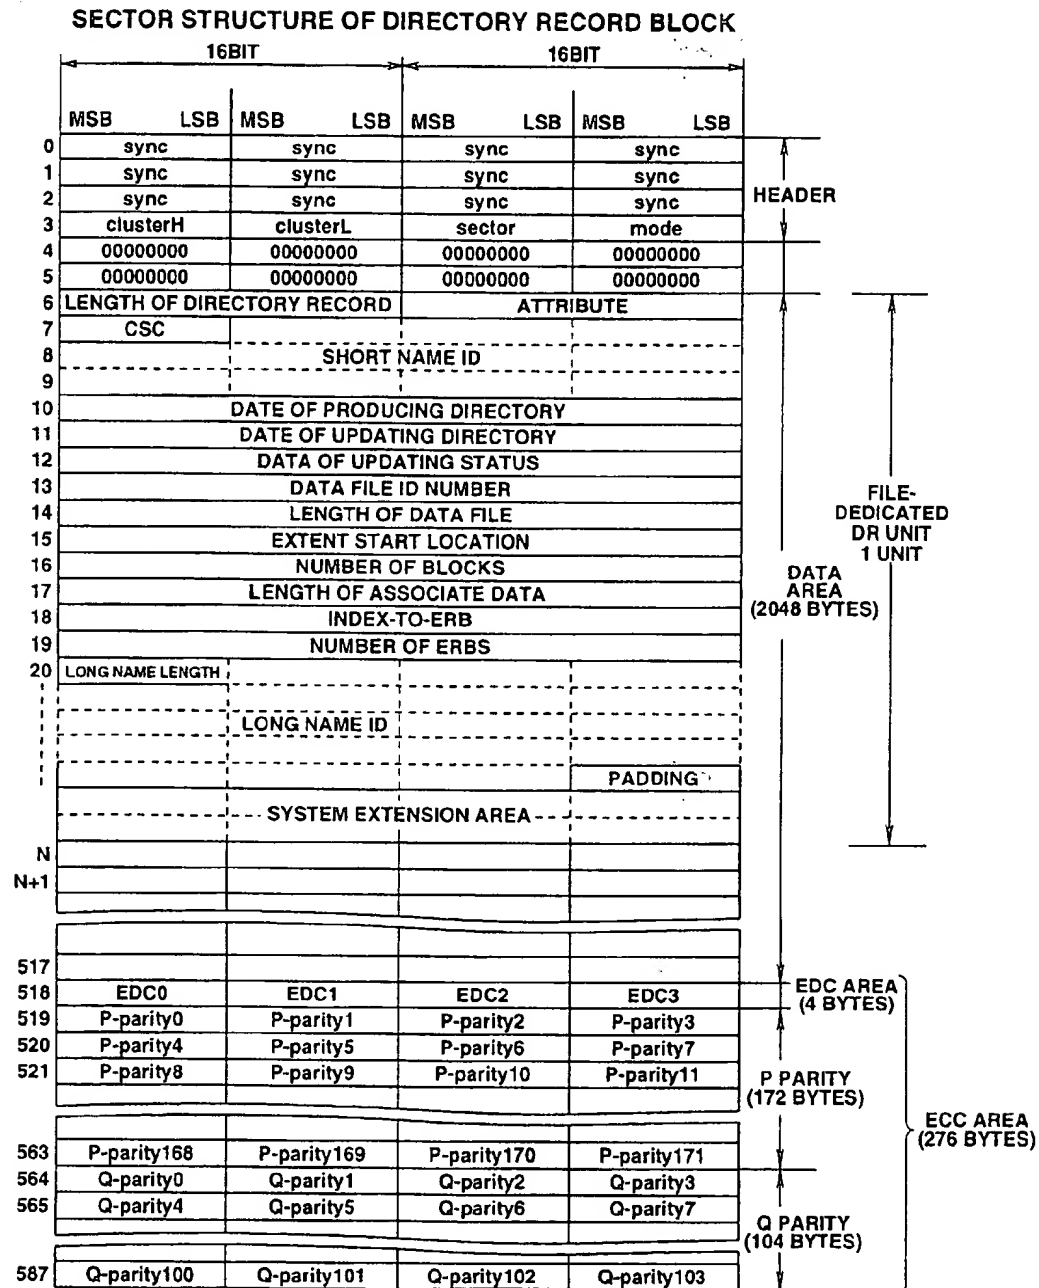 SECTOR STRUCTURE OF DIRECTORY RECORD BLOCK
16BIT 16BIT
MSB LSB MSB LSB MSB LSB MSB LSB
0 sync sync sync sync
1 sync sync sync sync
2 sync sync sync sync
HEADER
3 clusterH clusterL sector mode
4 00000000 00000000 00000000 00000000
5 00000000 00000000 00000000 00000000
6 LENGTH OF DIRECTORY RECORD ATTRIBUTE
7 CSC
8 SHORT NAME ID
9
10 DATE OF PRODUCING DIRECTORY
11 DATE OF UPDATING DIRECTORY
12 DATA OF UPDATING STATUS
13 DATA FILE ID NUMBER
14 LENGTH OF DATA FILE
15 EXTENT START LOCATION
16 NUMBER OF BLOCKS
17 LENGTH OF ASSOCIATE DATA
18 INDEX-TO-ERB
19 NUMBER OF ERBS
20 LONG NAME LENGTH
LONG NAME ID
PADDING
SYSTEM EXTENSION AREA
N
N+1
FILE-
DEDICATED
DR UNIT
1 UNIT
DATA
AREA
(2048 BYTES)
517
518 EDC0 EDC1 EDC2 EDC3
EDC AREA
(4 BYTES)
519 P-parity0 P-parity1 P-parity2 P-parity3
520 P-parity4 P-parity5 P-parity6 P-parity7
521 P-parity8 P-parity9 P-parity10 P-parity11
P PARITY
(172 BYTES)
563 P-parity168 P-parity169 P-parity170 P-parity171
564 Q-parity0 Q-parity1 Q-parity2 Q-parity3
565 Q-parity4 Q-parity5 Q-parity6 Q-parity7
Q PARITY
(104 BYTES)
587 Q-parity100 Q-parity101 Q-parity102 Q-parity103
ECC AREA
(276 BYTES)